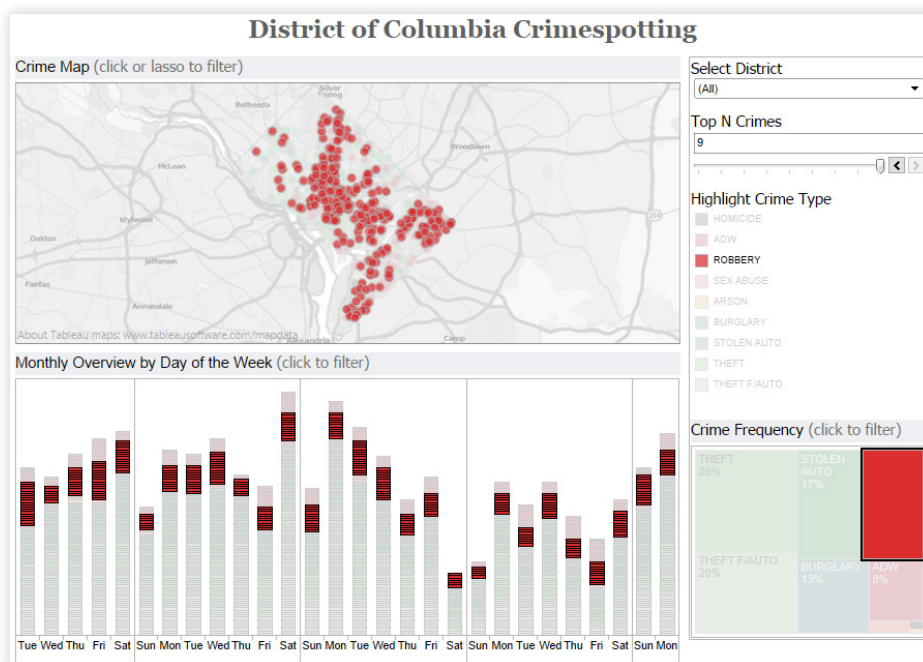 District of Columbia Crimespotting
Crime Map (click or lasso to filter)
Silver
Spring
Bethesda
Woodlawn
McLean
Idylwood
214
Oakton
Jefferson
Fairfax
Annandale
About Tableau maps: www.tableausoftware.com/mapdata
Alexandria
Camp
Select District
(All)
Top N Crimes
9
Highlight Crime Type
HOMICIDE
ADW
ROBBERY
SEX ABUSE
ARSON
BURGLARY
STOLEN AUTO
THEFT
THEFT F/AUTO
Monthly Overview by Day of the Week (click to filter)
Tue Wed Thu Fri Sat Sun Mon Tue Wed Thu Fri Sat Sun Mon Tue Wed Thu Fri Sat Sun Mon Tue Wed Thu Fri Sat Sun Mon
Crime Frequency (click to filter)
THEFT
25%
STOLEN
AUTO
17%
THEFT F/AUTO
20%
BURGLARY
13%
ADW
8%